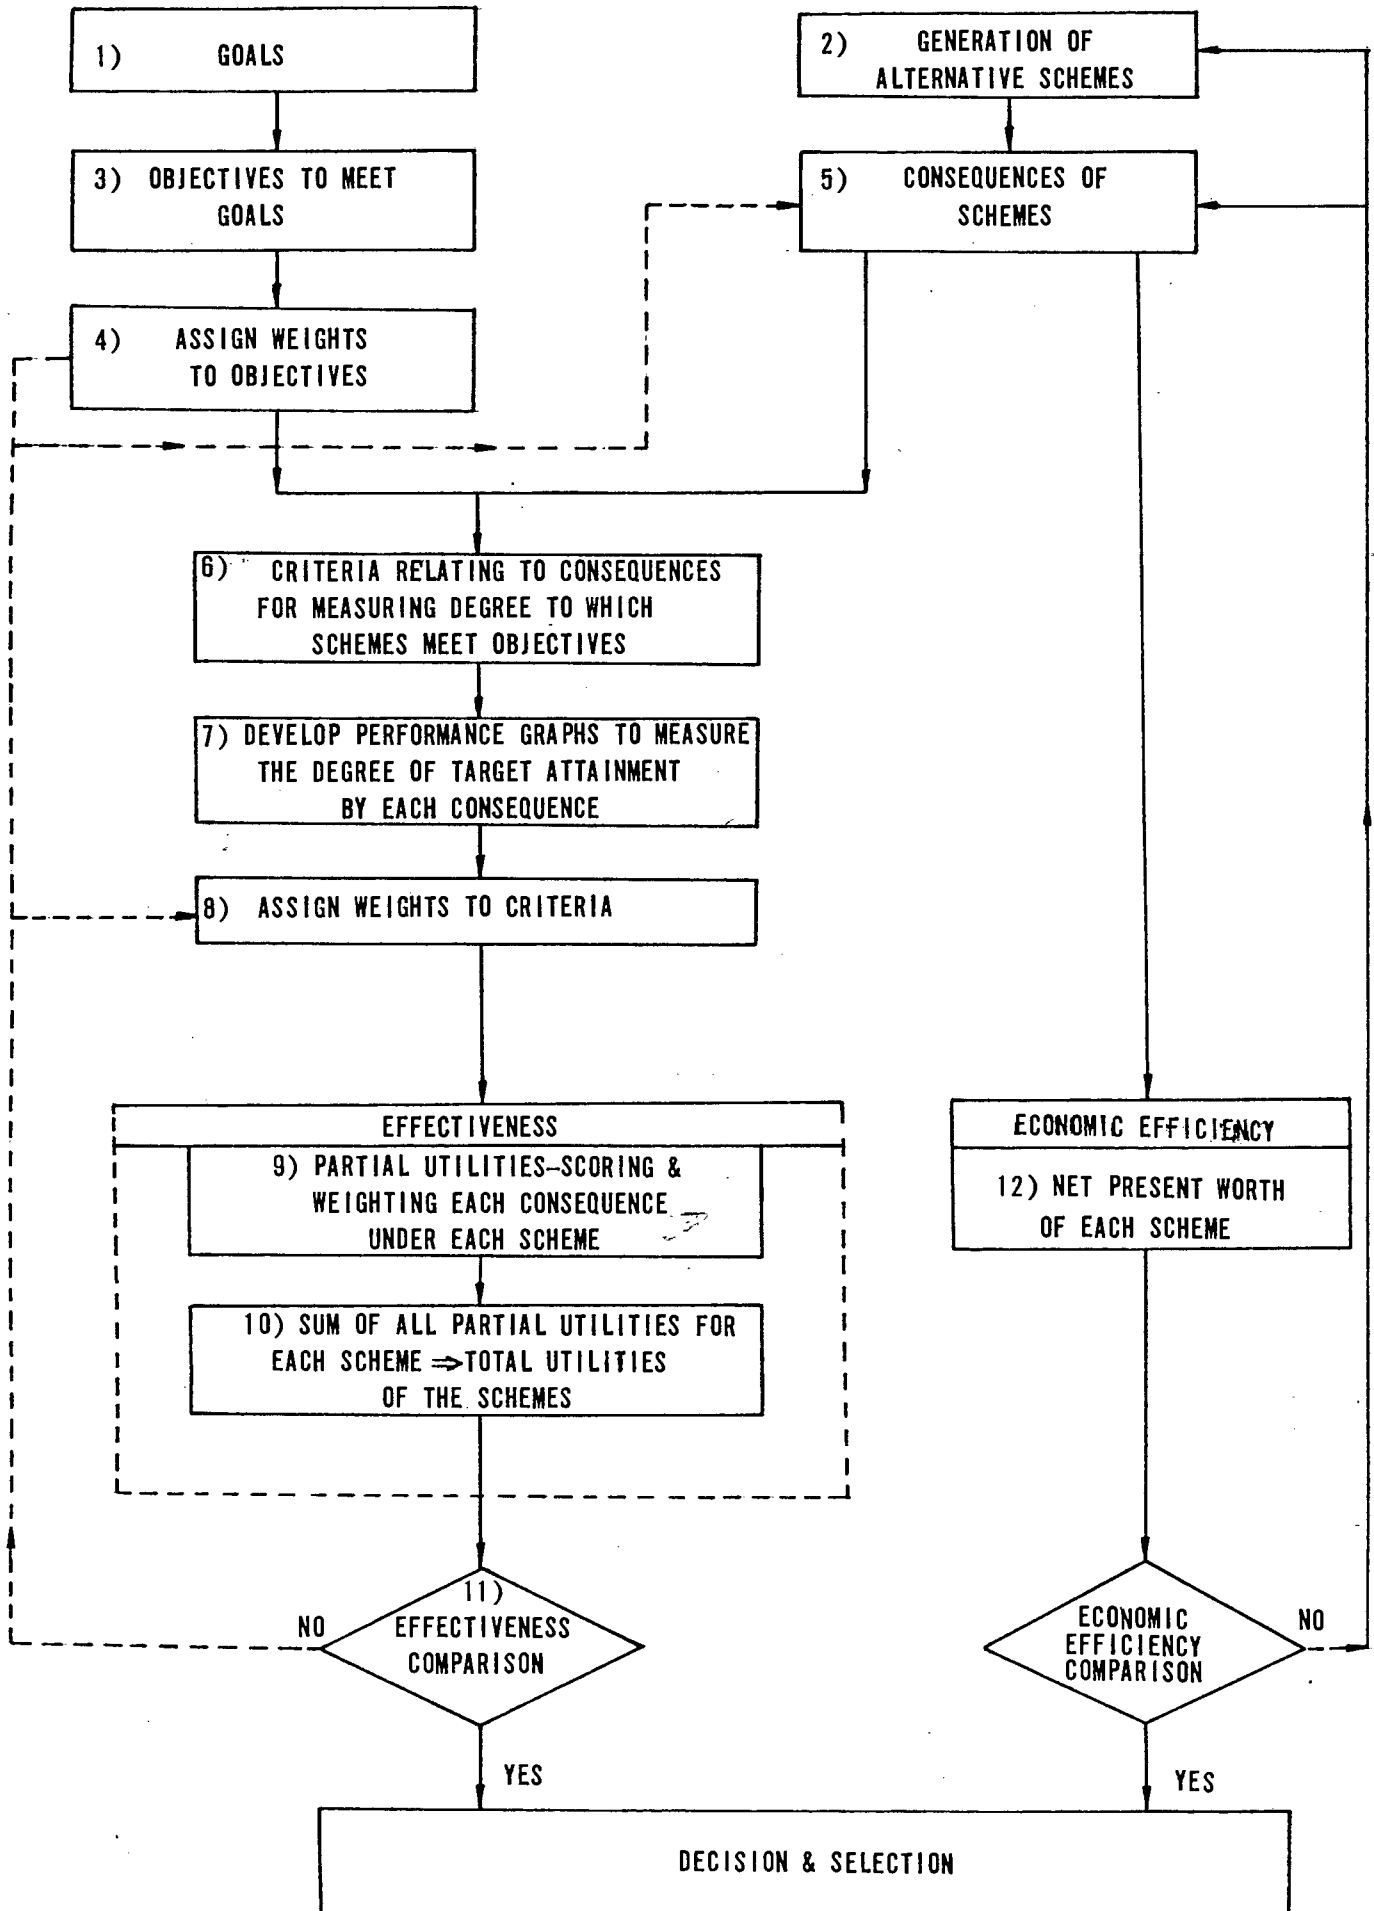 1) GOALS
2) GENERATION OF
ALTERNATIVE SCHEMES
3) OBJECTIVES TO MEET
GOALS
5) CONSEQUENCES OF
SCHEMES
4) ASSIGN WEIGHTS
TO OBJECTIVES
6) CRITERIA RELATING TO CONSEQUENCES
FOR MEASURING DEGREE TO WHICH
SCHEMES MEET OBJECTIVES
7) DEVELOP PERFORMANCE GRAPHS TO MEASURE
THE DEGREE OF TARGET ATTAINMENT
BY EACH CONSEQUENCE
8) ASSIGN WEIGHTS TO CRITERIA
EFFECTIVENESS
9) PARTIAL UTILITIES-SCORING &
WEIGHTING EACH CONSEQUENCE
UNDER EACH SCHEME
10) SUM OF ALL PARTIAL UTILITIES FOR
EACH SCHEME ⇒ TOTAL UTILITIES
OF THE SCHEMES
ECONOMIC EFFICIENCY
12) NET PRESENT WORTH
OF EACH SCHEME
11)
EFFECTIVENESS
COMPARISON
NO
YES
ECONOMIC
EFFICIENCY
COMPARISON
NO
YES
DECISION & SELECTION